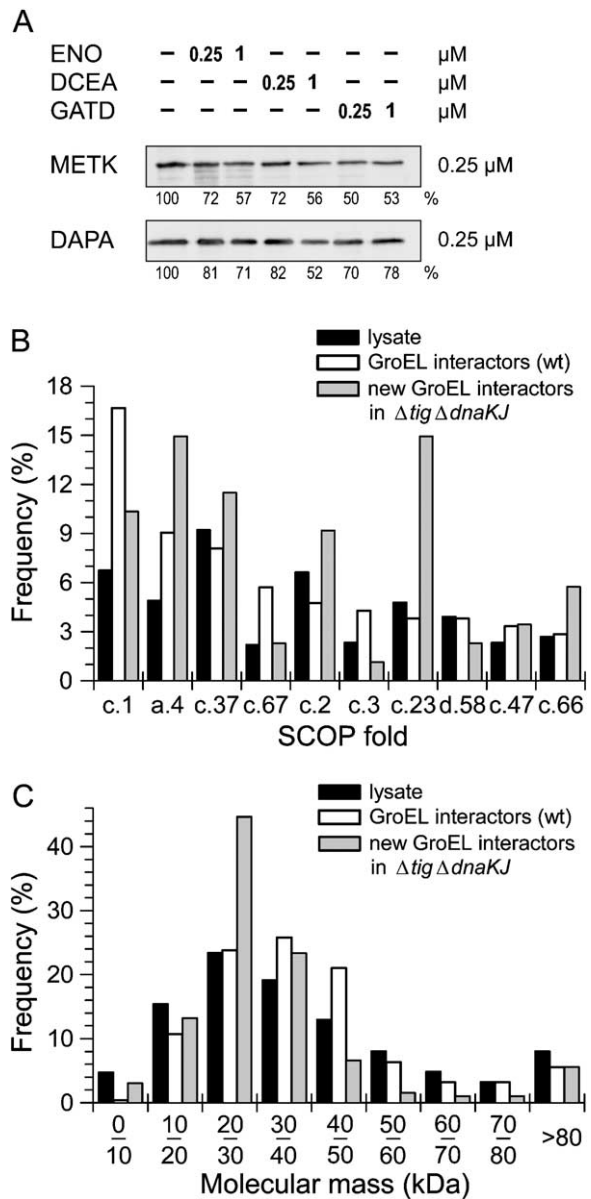 A
ENO – 0.25 1 – – – – µM
DCEA – – – 0.25 1 – – µM
GATD – – – – – 0.25 1 µM
METK 0.25 µM
100 72 57 72 56 50 53 %
DAPA 0.25 µM
100 81 71 82 52 70 78 %
B
lysate
GroEL interactors (wt)
new GroEL interactors
in Δtig ΔdnaKJ
Frequency (%)
18
15
12
9
6
3
0
c.1 a.4 c.37 c.67 c.2 c.3 c.23 d.58 c.47 c.66
SCOP fold
C
lysate
GroEL interactors (wt)
new GroEL interactors
in Δtig ΔdnaKJ
Frequency (%)
40
30
20
10
0
0 10 20 30 40 50 60 70 >80
10 20 30 40 50 60 70 80
Molecular mass (kDa)